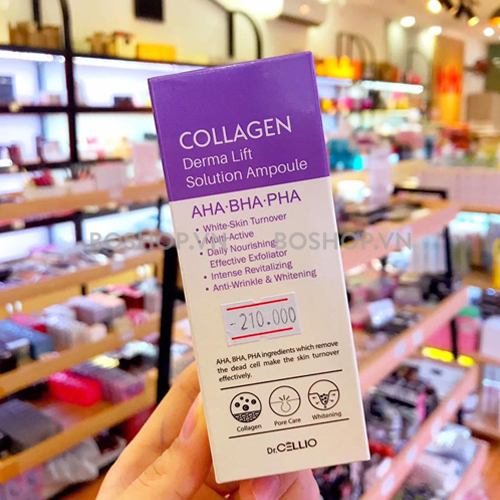 COLLAGEN
Derma Lift
Solution Ampoule
AHA·BHA·PHA
• White-Skin Turnover
• Multi-Active
• Daily Nourishing
Effective Exfoliator
• Intense Revitalizing
• Anti-Wrinkle & Whitening
BOSHOP.VN
BOSHOP.VN
-210.000
AHA, BHA, PHA ingredients which remove
the dead cell make the skin turnover
effectively.
Collagen
Pore Care
Whitening
Dr.CELLIO